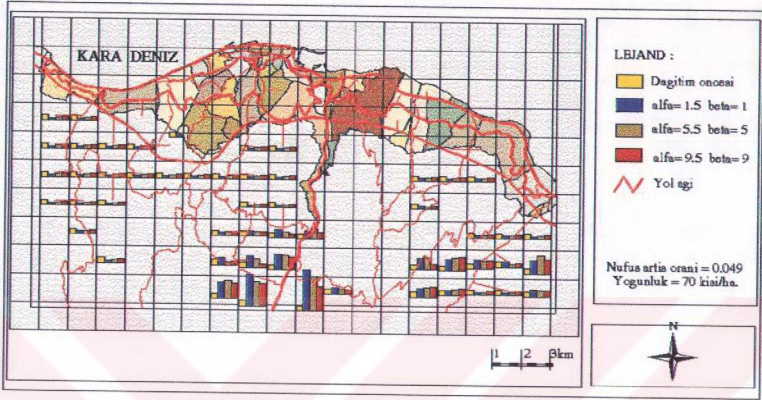 KARA DENIZ
LEJAND :
Dagitim oncesi
alfa= 1.5 beta= 1
alfa= 5.5 beta= 5
alfa= 9.5 beta= 9
Yol agi
Nufus artis orani = 0.049
Yogunluk = 70 kisi/ha.
N
1 2 3km